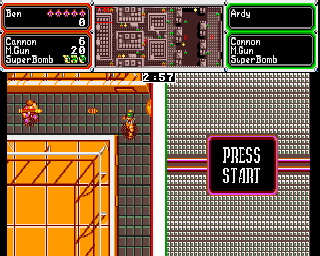 Ben
0
Cannon 6
M.Gun 20
SuperBomb
Ardy
Cannon
M.Gun
SuperBomb
2:57
PRESS
START